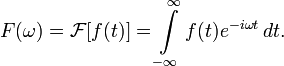 F(ω) = ℱ[f(t)] = ∫_{-∞}^{∞} f(t)e^{-iωt} dt.